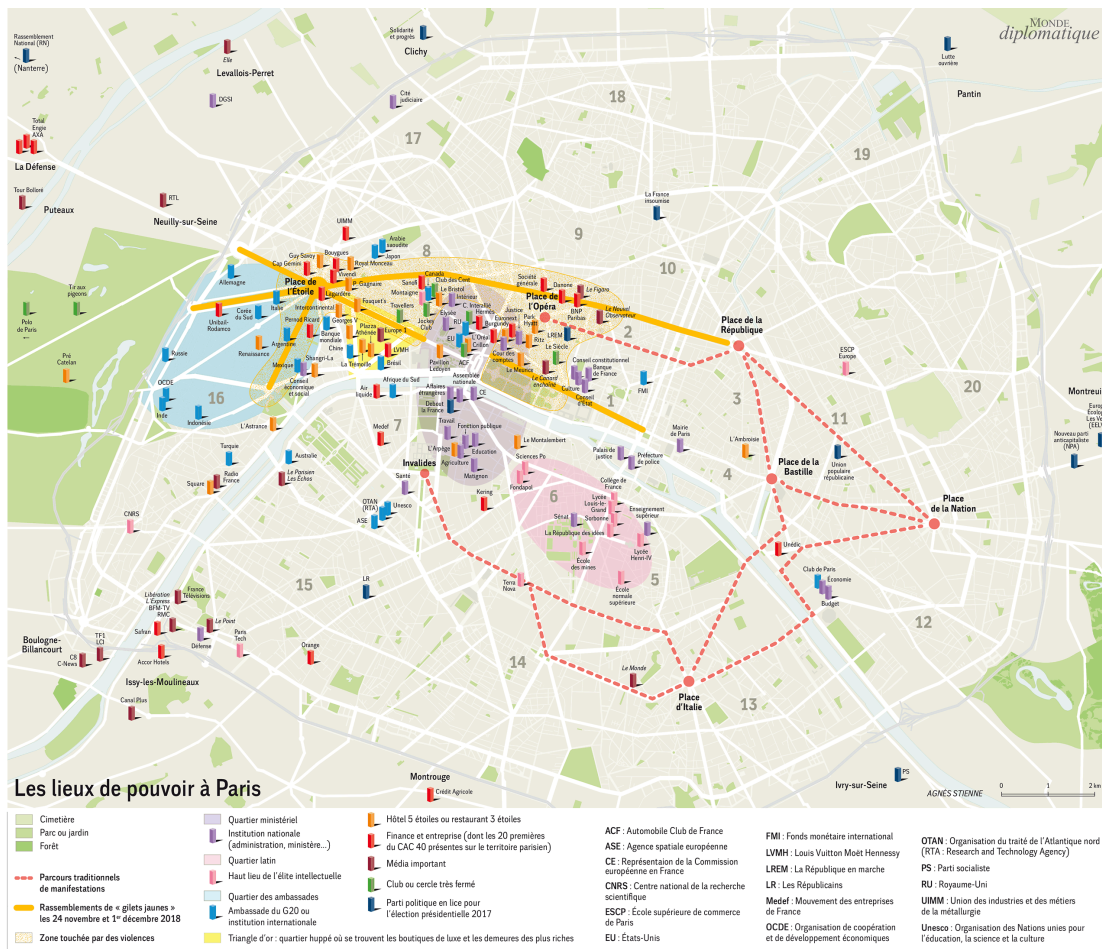 MONDE
diplomatique
Rassemblement
National (RN)
(Nanterre)
Elle
Levallois-Perret
Solidarité
et progrès
Clichy
Lutte
ouvrière
Pantin
DGSI
Cité
judiciaire
18
17
19
Total
Engie
AXA
La Défense
Tour Bolloré
Puteaux
RTL
Neuilly-sur-Seine
La France
insoumise
UIMM
Arabie
saoudite
Japon
8
9
10
Guy Savoy
Bouygues
Cap Gémini
Royal Monceau
Allemagne
Vivendi
P. Gagnaire
Place de
l'Étoile
Lagardère
Fouquet's
Canada
Sanofi
Club des Cent
Montaigne
Le Bristol
Intérieur
Société
générale
Danone
Le Figaro
Place de
l'Opéra
BNP
Paribas
Le Nouvel
Observateur
Tir aux
pigeons
Polo
de Paris
Unibail-
Rodamco
Corée
du Sud
Italie
Intercontinental
George V
Travellers
Jockey
Club
Élysée
C. Interallié
Hermès
RU
Burgundy
Justice
Euronext
Park
Hyatt
Ritz
LREM
Le Siècle
2
Place de la
République
Pernod Ricard
Banque
mondiale
Plazza
Athénée
Europe 1
EU
L'Oréal
Crillon
Argentine
Chine
LVMH
Renaissance
Shangri-La
La Trémoille
Brésil
Pavillon
Ledoyen
ACF
Cour des
comptes
Le Meurice
Le Canard
enchaîné
Conseil constitutionnel
Banque
de France
Culture
Conseil
d'État
Russie
Pré
Catelan
Mexique
Conseil
économique
et social
FMI
ESCP
Europe
OCDE
Inde
Indonésie
16
Air
liquide
Afrique du Sud
Assemblée
nationale
Affaires
étrangères
CE
Debout
la France
1
3
11
20
Montreuil
L'Astrance
Medef
7
Travail
Fonction publique
Le Montalembert
Mairie
de Paris
L'Ambroisie
Turquie
Australie
L'Arpège
Education
Agriculture
Matignon
Sciences Po
Fondapol
Palais de
justice
Préfecture
de police
4
Place de la
Bastille
Union
populaire
républicaine
Nouveau parti
anticapitaliste
(NPA)
Square
Radio
France
Le Parisien
Les Echos
Invalides
Santé
Kering
Collège de
France
6
Lycée
Louis-le-
Grand
Place
de la Nation
CNRS
OTAN
(RTA)
Unesco
ASE
Sénat
Sorbonne
Enseignement
supérieur
La République des idées
Lycée
Henri-IV
École
des mines
Unédic
15
LR
Terra
Nova
École
normale
supérieure
5
Club de Paris
Économie
Budget
12
Libération
L'Express
BFM-TV
RMC
France
Télévisions
Le Point
Safran
Défense
Paris
Tech
Boulogne-
Billancourt
TF1
LCI
C8
C-News
Accor Hotels
Orange
Issy-les-Moulineaux
14
Le Monde
Place
d'Italie
13
Canal Plus
Montrouge
Crédit Agricole
Ivry-sur-Seine
PS
Les lieux de pouvoir à Paris
AGNÈS STIENNE
0 1 2 km
Cimetière
Parc ou jardin
Forêt
Parcours traditionnels
de manifestations
Rassemblements de « gilets jaunes »
les 24 novembre et 1er décembre 2018
Zone touchée par des violences
Quartier ministériel
Institution nationale
(administration, ministère...)
Quartier latin
Haut lieu de l'élite intellectuelle
Quartier des ambassades
Ambassade du G20 ou
institution internationale
Triangle d'or : quartier huppé où se trouvent les boutiques de luxe et les demeures des plus riches
Hôtel 5 étoiles ou restaurant 3 étoiles
Finance et entreprise (dont les 20 premières
du CAC 40 présentes sur le territoire parisien)
Média important
Club ou cercle très fermé
Parti politique en lice pour
l'élection présidentielle 2017
ACF : Automobile Club de France
ASE : Agence spatiale européenne
CE : Représentaion de la Commission
européenne en France
CNRS : Centre national de la recherche
scientifique
ESCP : École supérieure de commerce
de Paris
EU : États-Unis
FMI : Fonds monétaire international
LVMH : Louis Vuitton Moët Hennessy
LREM : La République en marche
LR : Les Républicains
Medef : Mouvement des entreprises
de France
OCDE : Organisation de coopération
et de développement économiques
OTAN : Organisation du traité de l'Atlantique nord
(RTA : Research and Technology Agency)
PS : Parti socialiste
RU : Royaume-Uni
UIMM : Union des industries et des métiers
de la métallurgie
Unesco : Organisation des Nations unies pour
l'éducation, la science et la culture